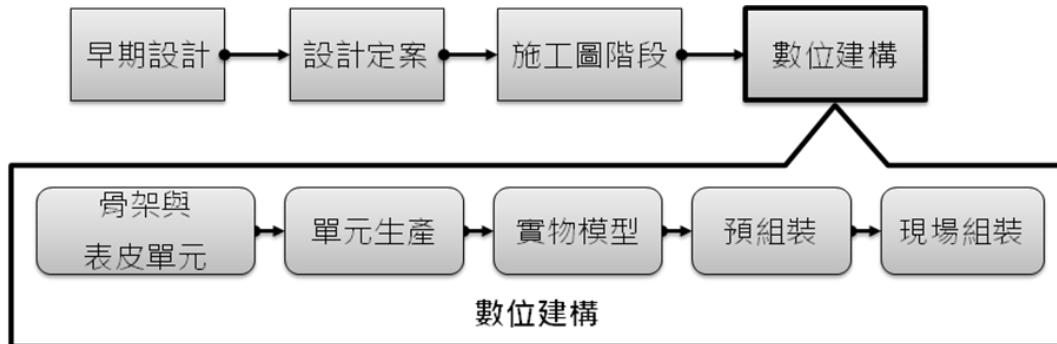 早期設計
設計定案
施工圖階段
數位建構
骨架與
表皮單元
單元生產
實物模型
預組裝
現場組裝
數位建構